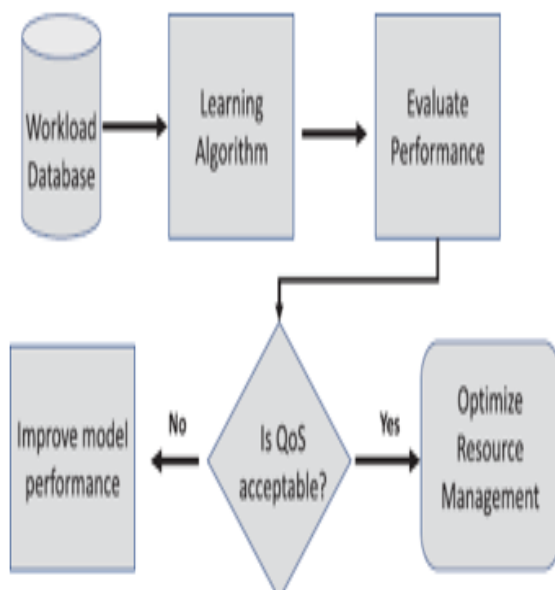 Workload
Database
Learning
Algorithm
Evaluate
Performance
Improve model
performance
No
Is QoS
acceptable?
Yes
Optimize
Resource
Management